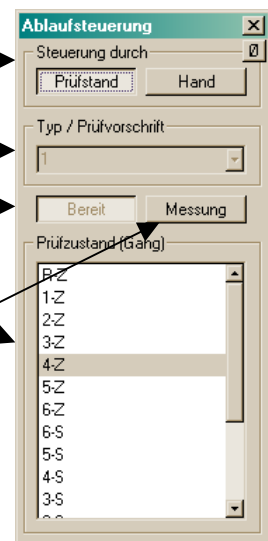 Ablaufsteuerung
Steuerung durch
Prüfstand Hand
Typ / Prüfvorschrift
1
Bereit Messung
Prüfzustand (Gang)
R-Z
1-Z
2-Z
3-Z
4-Z
5-Z
6-Z
6-S
5-S
4-S
3-S